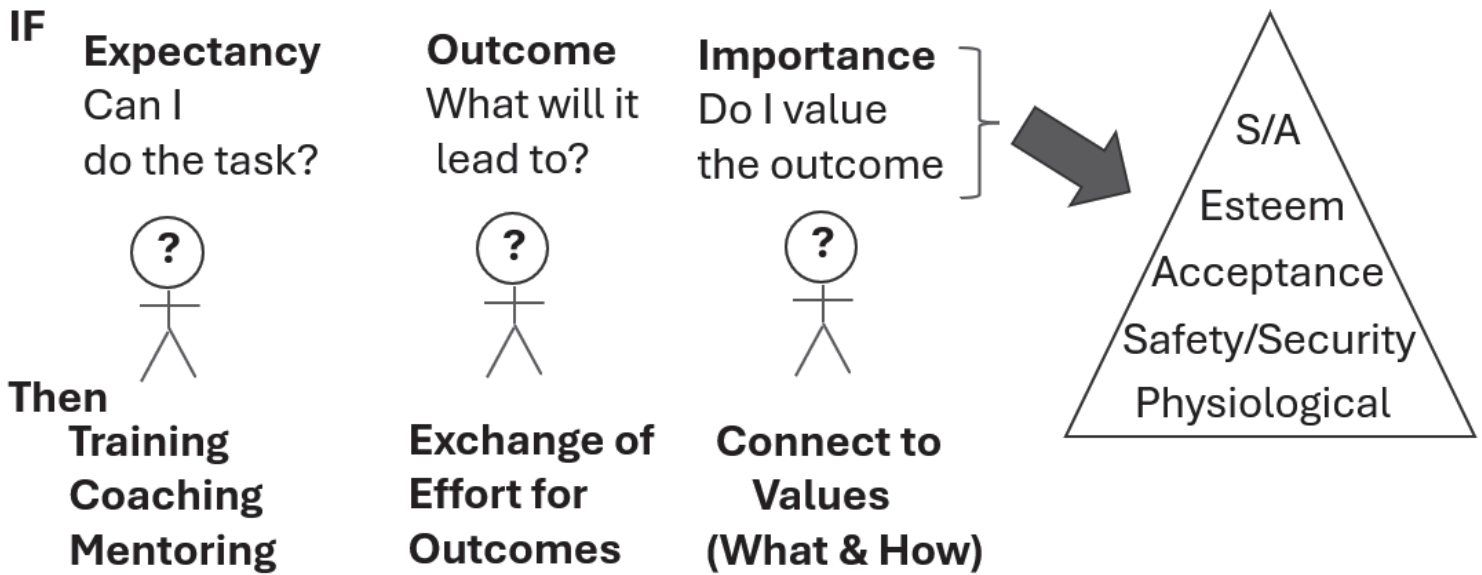 IF
Expectancy
Can I
do the task?
Outcome
What will it
lead to?
Importance
Do I value
the outcome
?
?
?
Then
Training
Coaching
Mentoring
Exchange of
Effort for
Outcomes
Connect to
Values
(What & How)
S/A
Esteem
Acceptance
Safety/Security
Physiological